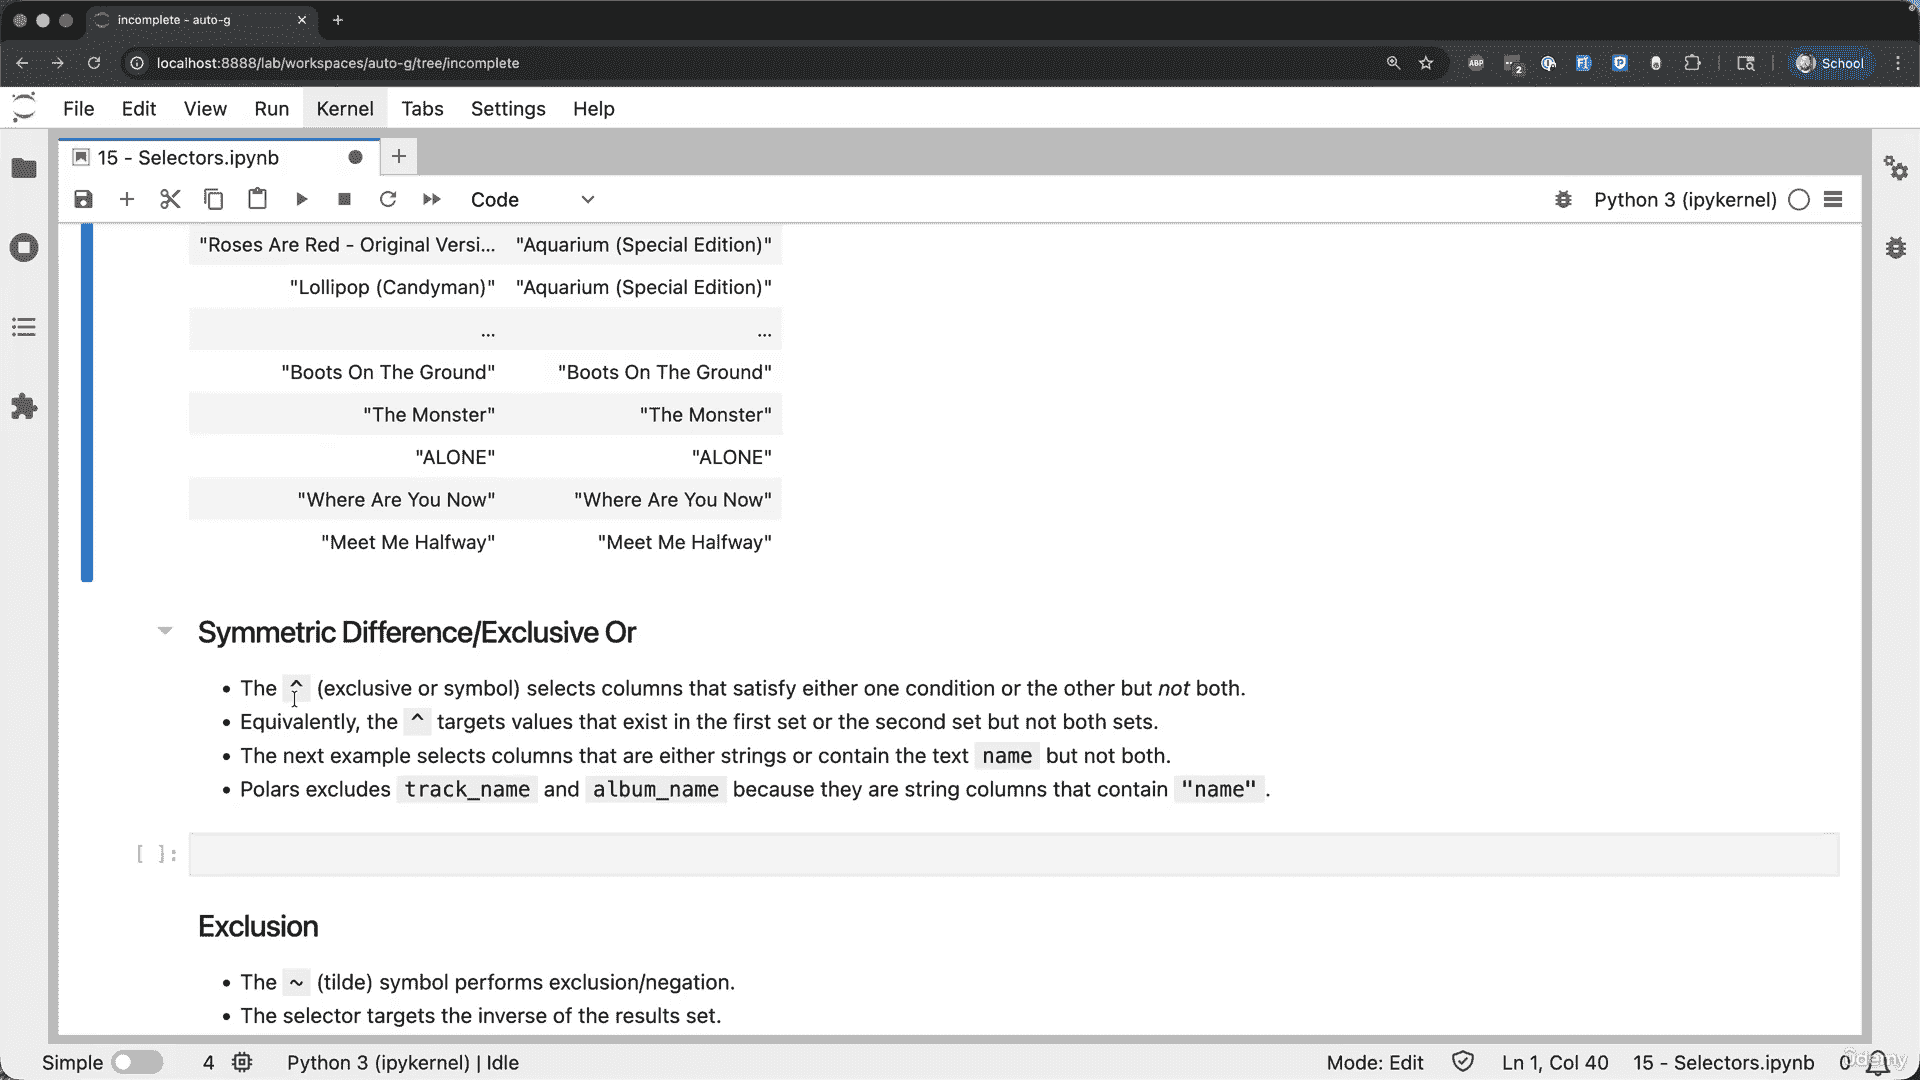 incomplete - auto-g
localhost:8888/lab/workspaces/auto-g/tree/incomplete
ABP
2
School
File Edit View Run Kernel Tabs Settings Help
15 - Selectors.ipynb
Code
Python 3 (ipykernel)
"Roses Are Red - Original Versi... "Aquarium (Special Edition)"
"Lollipop (Candyman)" "Aquarium (Special Edition)"
... ...
"Boots On The Ground" "Boots On The Ground"
"The Monster" "The Monster"
"ALONE" "ALONE"
"Where Are You Now" "Where Are You Now"
"Meet Me Halfway" "Meet Me Halfway"
Symmetric Difference/Exclusive Or
• The ^ (exclusive or symbol) selects columns that satisfy either one condition or the other but not both.
• Equivalently, the ^ targets values that exist in the first set or the second set but not both sets.
• The next example selects columns that are either strings or contain the text name but not both.
• Polars excludes track_name and album_name because they are string columns that contain "name" .
[ ]:
Exclusion
• The ~ (tilde) symbol performs exclusion/negation.
• The selector targets the inverse of the results set.
Simple 4 Python 3 (ipykernel) | Idle Mode: Edit Ln 1, Col 40 15 - Selectors.ipynb 0
Udemy